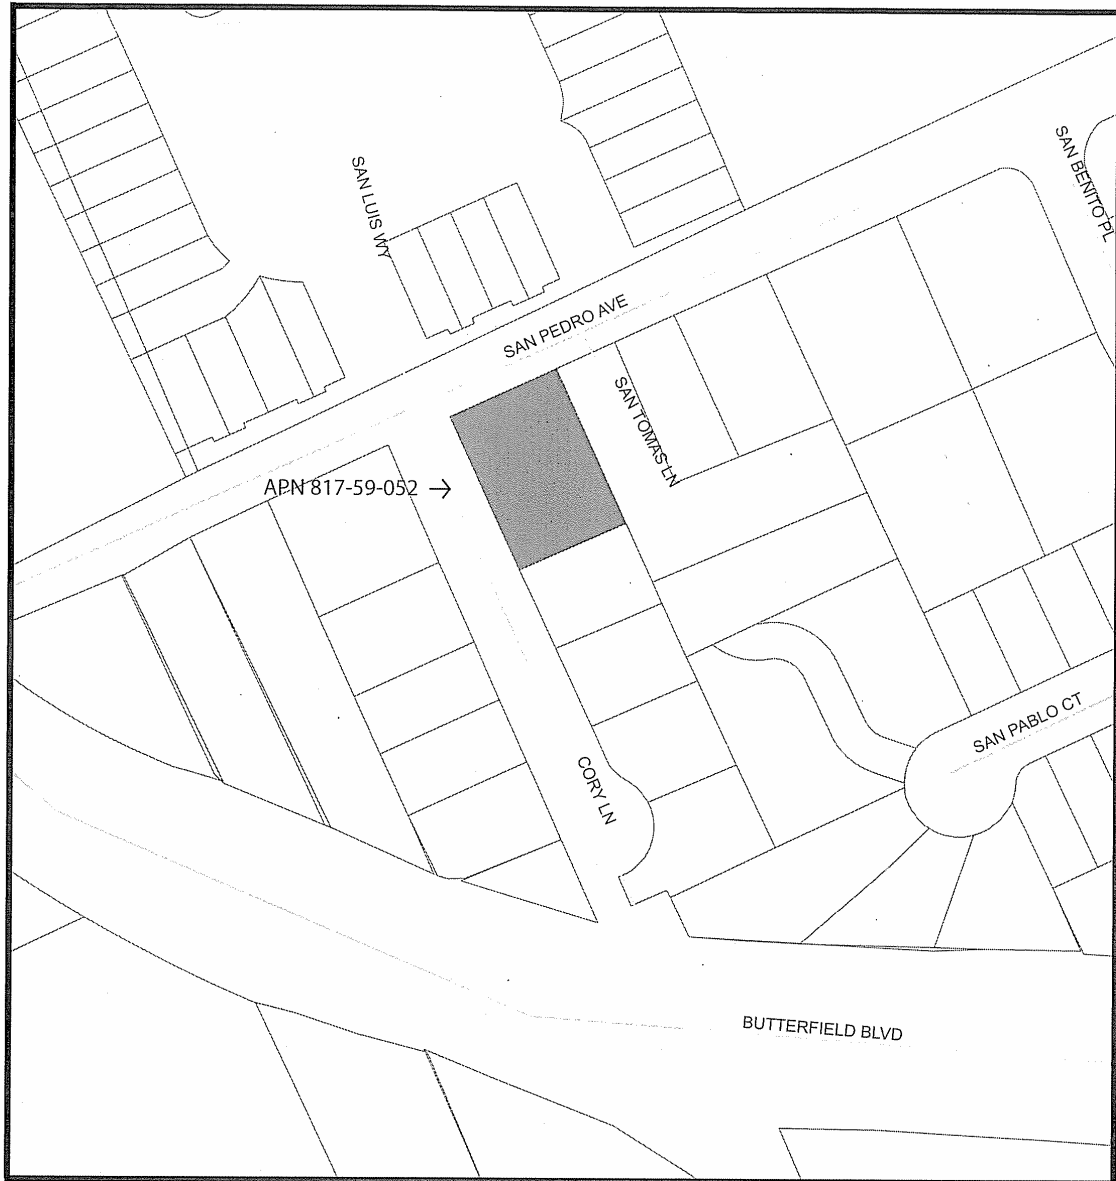 SAN LUIS WY
SAN BENITO PL
SAN PEDRO AVE
SAN TOMAS LN
APN 817-59-052 →
SAN PABLO CT
CORY LN
BUTTERFIELD BLVD